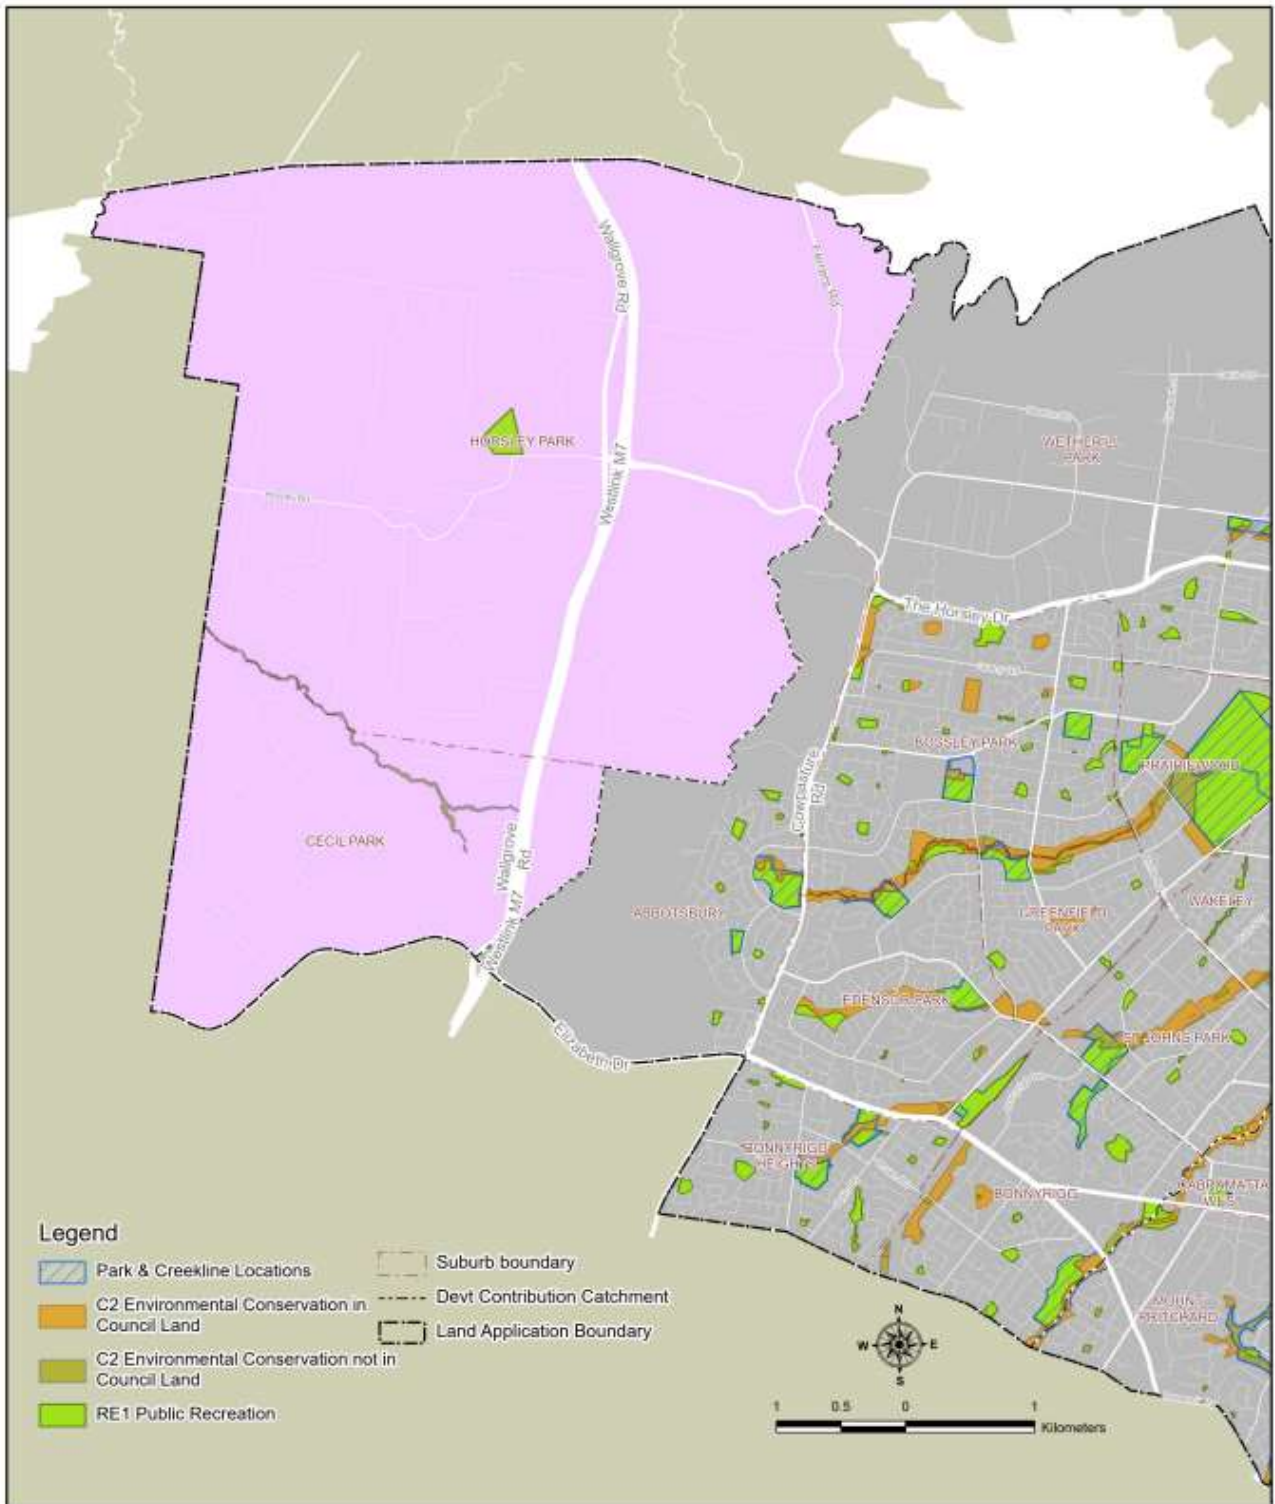 Wallgrove Rd
Ferrers Rd
HORSLEY PARK
WETHERILL
PARK
Westlink M7
The Horsley Dr
BOSSLEY PARK
PRAIRIEWOOD
Cowpasture
Rd
CECIL PARK
Wallgrove
Rd
Westlink M7
ABBOTSBURY
GREENFIELD
PARK
WAKELEY
EDENSOR PARK
ST JOHNS PARK
Elizabeth Dr
BONNYRIGG
HEIGHTS
BONNYRIGG
CABRAMATTA
WEST
MOUNT
PRITCHARD
Legend
Park & Creekline Locations
C2 Environmental Conservation in
Council Land
C2 Environmental Conservation not in
Council Land
RE1 Public Recreation
Suburb boundary
Devt Contribution Catchment
Land Application Boundary
N
W
E
S
1 0.5 0 1
Kilometers